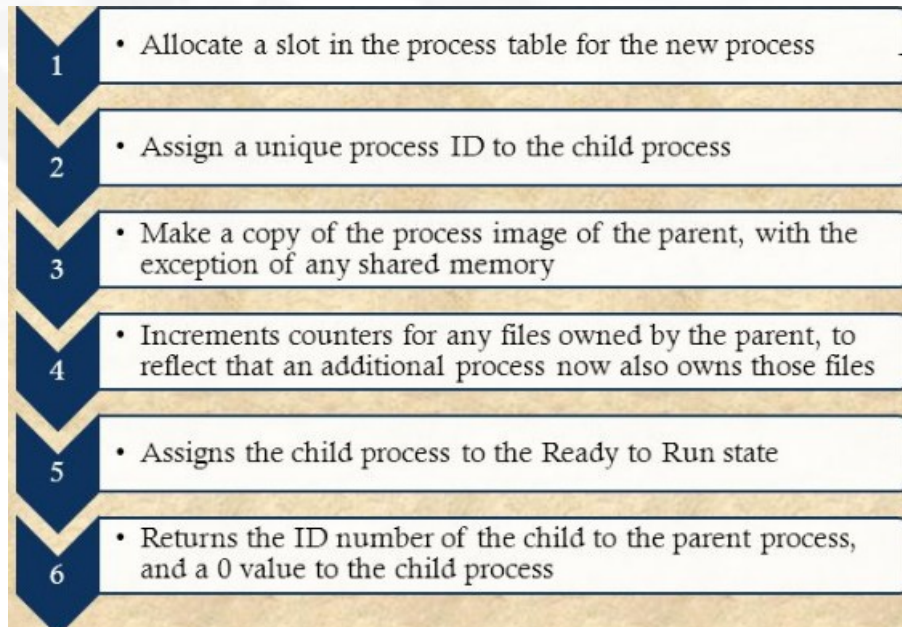 1
• Allocate a slot in the process table for the new process
2
• Assign a unique process ID to the child process
3
• Make a copy of the process image of the parent, with the
exception of any shared memory
4
• Increments counters for any files owned by the parent, to
reflect that an additional process now also owns those files
5
• Assigns the child process to the Ready to Run state
6
• Returns the ID number of the child to the parent process,
and a 0 value to the child process